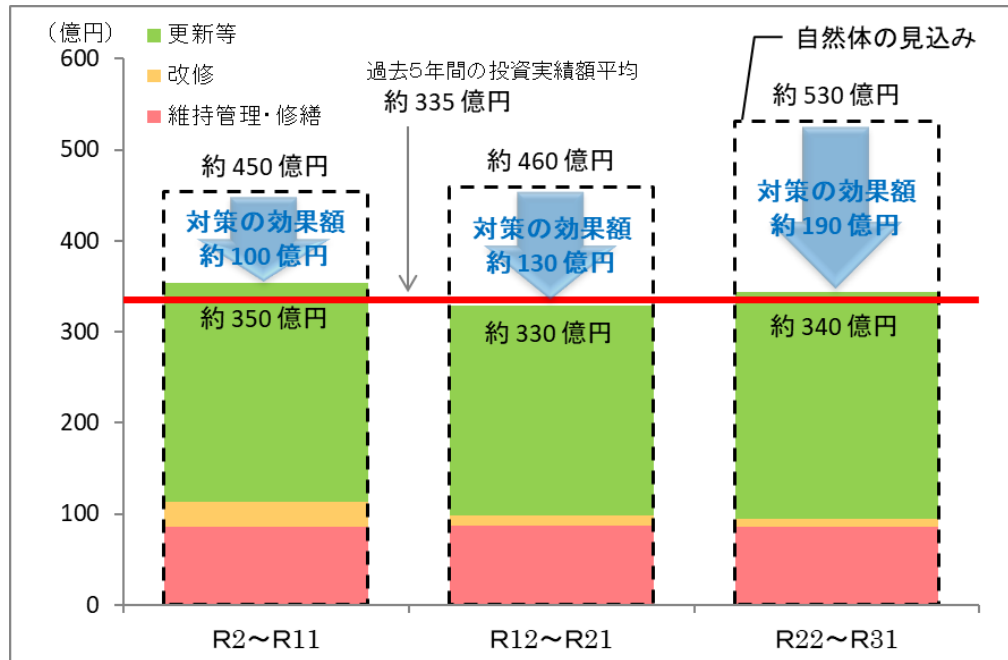 (億円)
更新等
改修
維持管理・修繕
過去5年間の投資実績額平均
約 335 億円
自然体の見込み
600
500
400
300
200
100
0
約 450 億円
対策の効果額
約 100 億円
約 350 億円
約 460 億円
対策の効果額
約 130 億円
約 330 億円
約 530 億円
対策の効果額
約 190 億円
約 340 億円
R2～R11
R12～R21
R22～R31